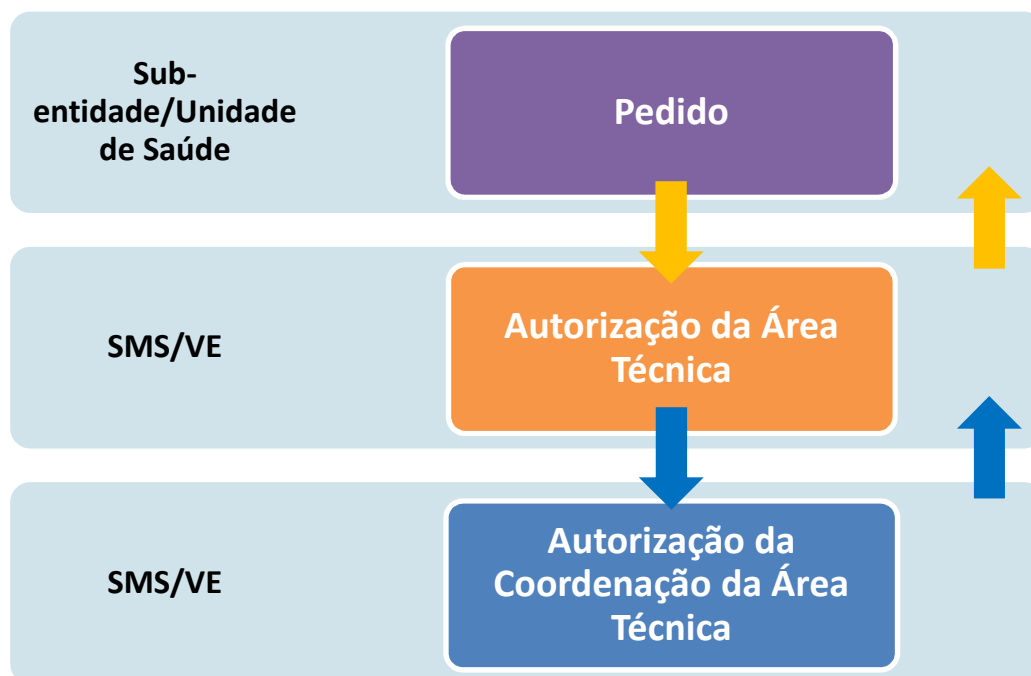 Sub-
entidade/Unidade
de Saúde
Pedido
SMS/VE
Autorização da Área
Técnica
SMS/VE
Autorização da
Coordenação da Área
Técnica